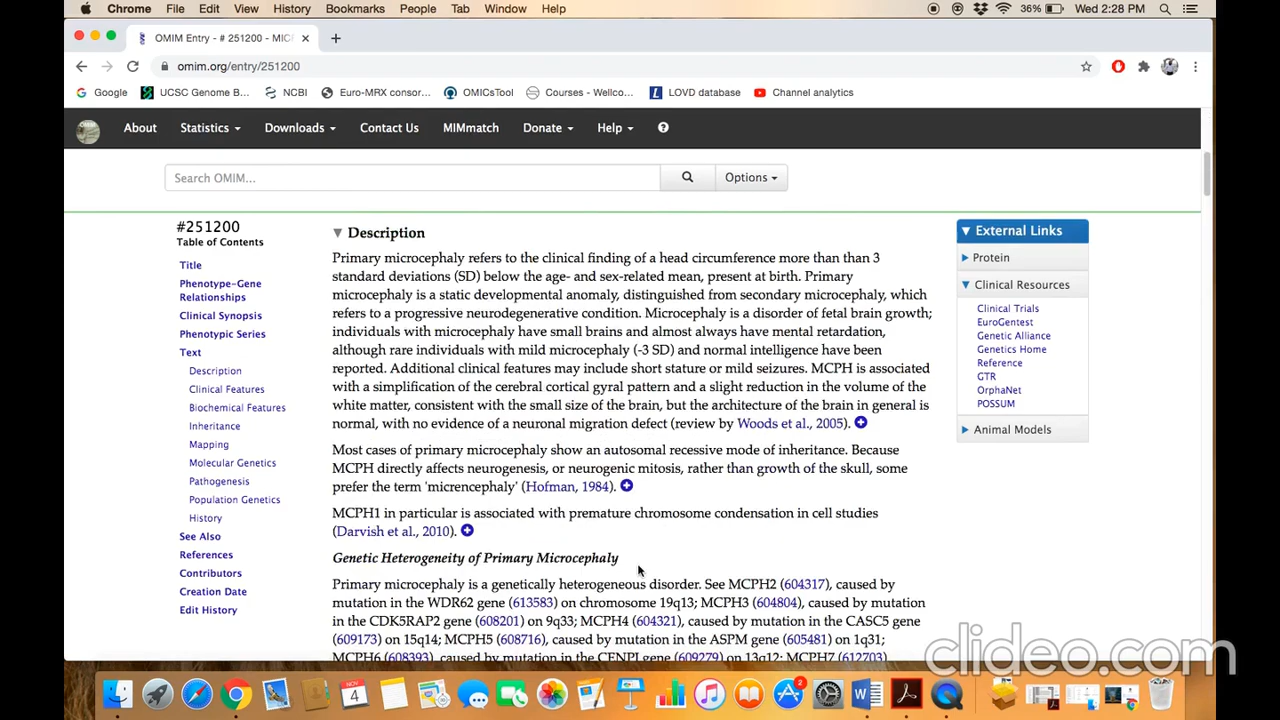 Chrome File Edit View History Bookmarks People Tab Window Help 36% Wed 2:28 PM
OMIM Entry - # 251200 - MIC
omim.org/entry/251200
Google UCSC Genome B... NCBI Euro-MRX consor... OMICsTool Courses - Wellco... LOVD database Channel analytics
About Statistics Downloads Contact Us MIMmatch Donate Help
Search OMIM... Options
#251200
Table of Contents
Title
Phenotype-Gene
Relationships
Clinical Synopsis
Phenotypic Series
Text
Description
Clinical Features
Biochemical Features
Inheritance
Mapping
Molecular Genetics
Pathogenesis
Population Genetics
History
See Also
References
Contributors
Creation Date
Edit History
Description
Primary microcephaly refers to the clinical finding of a head circumference more than than 3
standard deviations (SD) below the age- and sex-related mean, present at birth. Primary
microcephaly is a static developmental anomaly, distinguished from secondary microcephaly, which
refers to a progressive neurodegenerative condition. Microcephaly is a disorder of fetal brain growth;
individuals with microcephaly have small brains and almost always have mental retardation,
although rare individuals with mild microcephaly (-3 SD) and normal intelligence have been
reported. Additional clinical features may include short stature or mild seizures. MCPH is associated
with a simplification of the cerebral cortical gyral pattern and a slight reduction in the volume of the
white matter, consistent with the small size of the brain, but the architecture of the brain in general is
normal, with no evidence of a neuronal migration defect (review by Woods et al., 2005).
Most cases of primary microcephaly show an autosomal recessive mode of inheritance. Because
MCPH directly affects neurogenesis, or neurogenic mitosis, rather than growth of the skull, some
prefer the term 'micrencephaly' (Hofman, 1984).
MCPH1 in particular is associated with premature chromosome condensation in cell studies
(Darvish et al., 2010).
Genetic Heterogeneity of Primary Microcephaly
Primary microcephaly is a genetically heterogeneous disorder. See MCPH2 (604317), caused by
mutation in the WDR62 gene (613583) on chromosome 19q13; MCPH3 (604804), caused by mutation
in the CDK5RAP2 gene (608201) on 9q33; MCPH4 (604321), caused by mutation in the CASC5 gene
(609173) on 15q14; MCPH5 (608716), caused by mutation in the ASPM gene (605481) on 1q31;
MCPH6 (608393), caused by mutation in the CENPJ gene (609279) on 13q12; MCPH7 (612703),
External Links
Protein
Clinical Resources
Clinical Trials
EuroGentest
Genetic Alliance
Genetics Home
Reference
GTR
OrphaNet
POSSUM
Animal Models
clideo.com
NOV
4
2